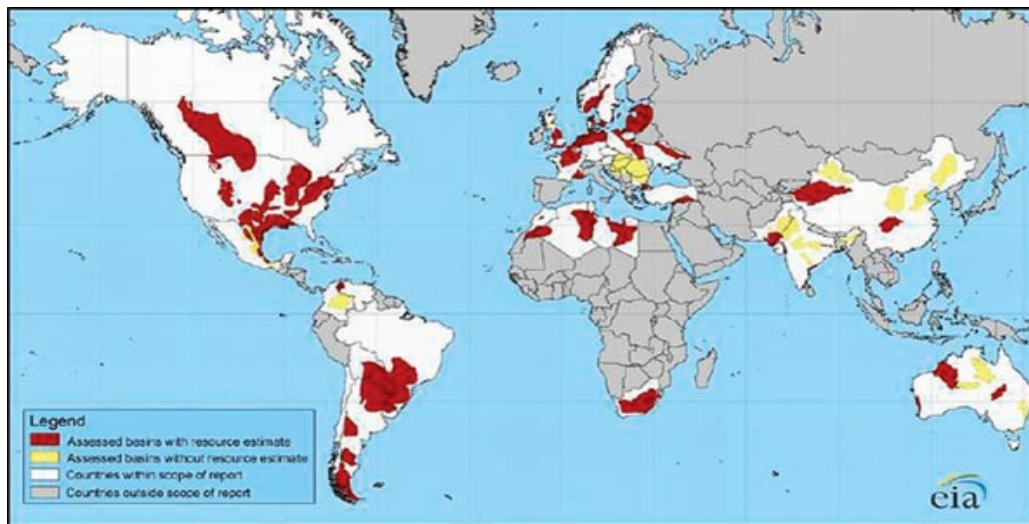 Legend
Assessed basins with resource estimate
Assessed basins without resource estimate
Countries within scope of report
Countries outside scope of report
eia